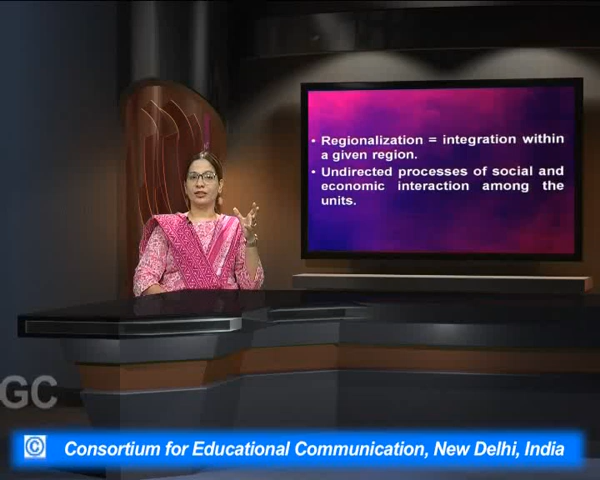 • Regionalization = integration within
a given region.
• Undirected processes of social and
economic interaction among the
units.
GC
© Consortium for Educational Communication, New Delhi, India